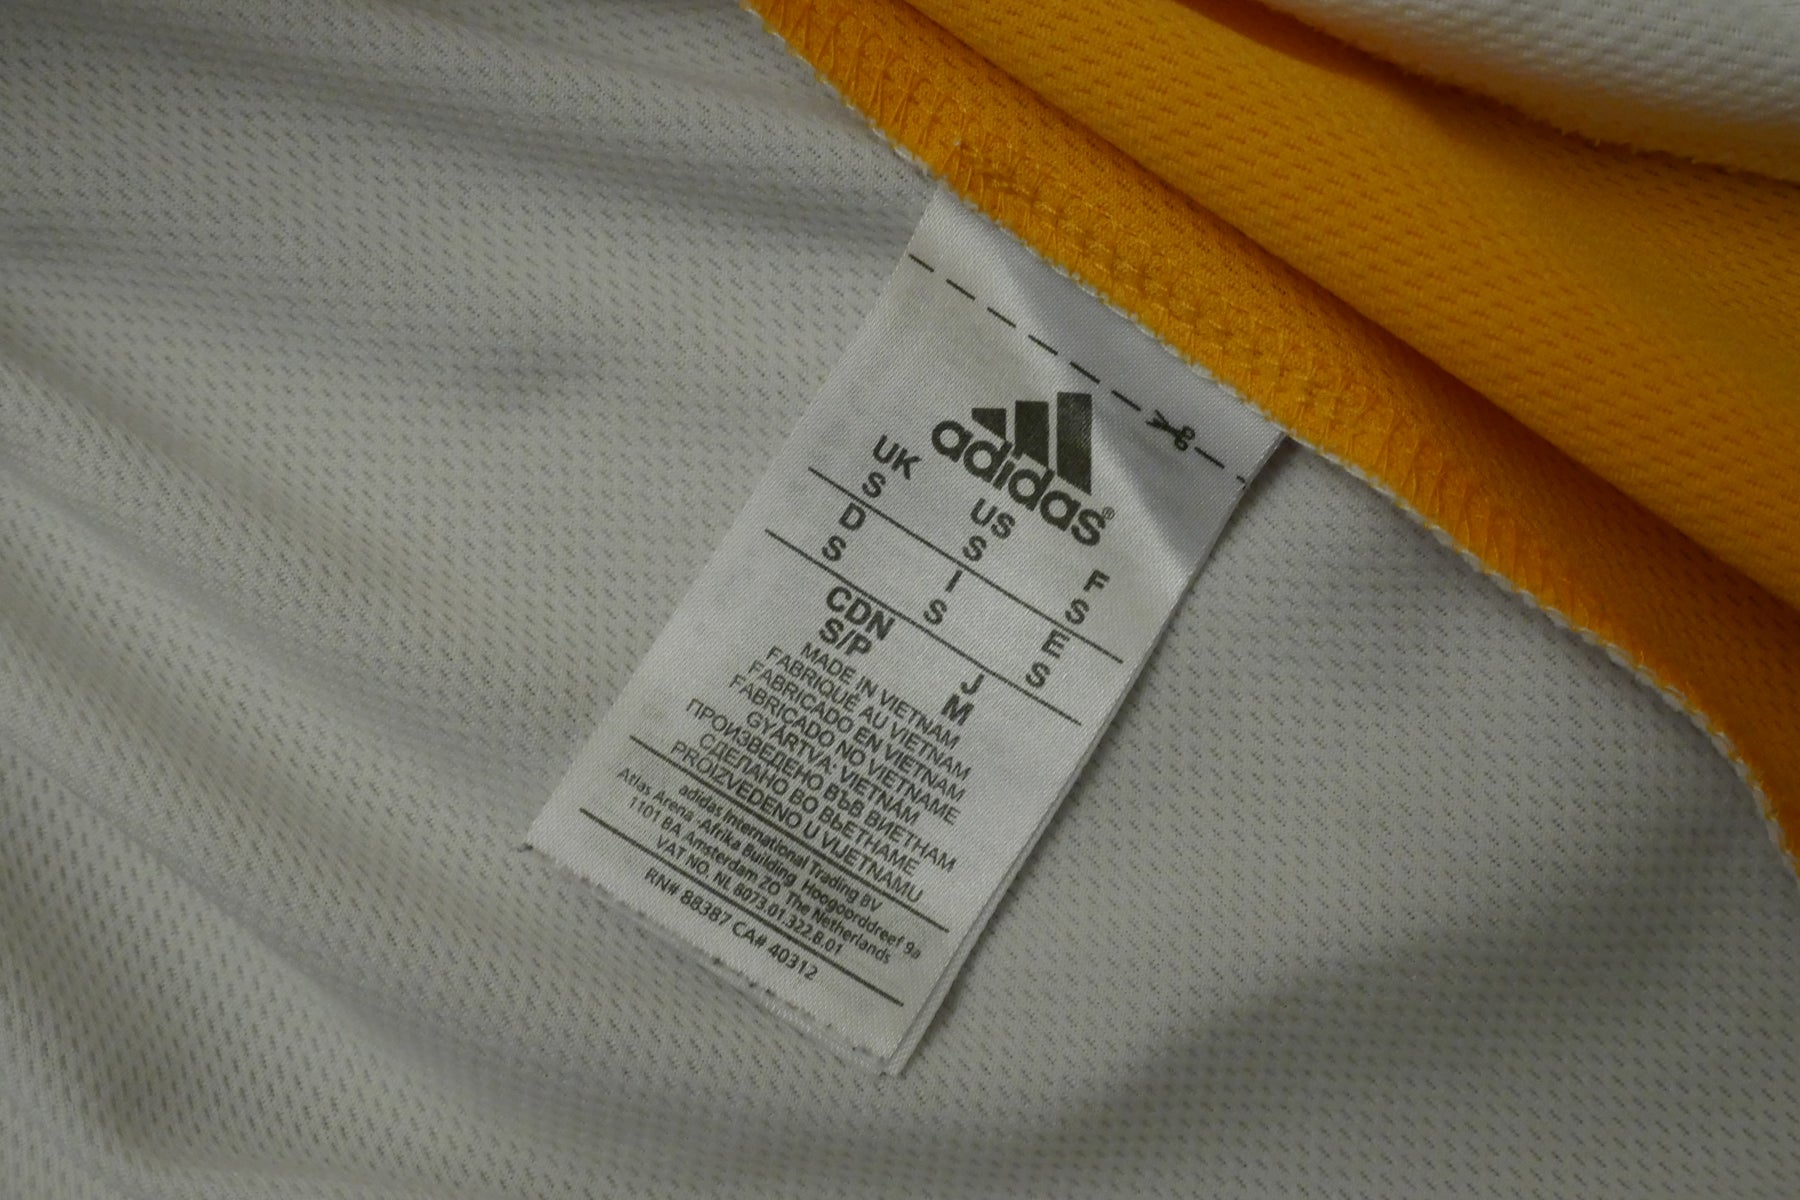 adidas®
UK US F
S S S
D I E
S S S
CDN J
S/P M
MADE IN VIETNAM
FABRIQUÉ AU VIETNAM
FABRICADO EN VIETNAM
FABRICADO NO VIETNAME
GYÁRTVA: VIETNÁM
ПРОИЗВЕДЕНО ВЪВ ВИЕТНАМ
СДЕЛАНО ВО ВЬЕТНАМЕ
PROIZVEDENO U VIJETNAMU
adidas International Trading BV
Atlas Arena -Afrika Building Hoogoorddreef 9a
1101 BA Amsterdam ZO The Netherlands
VAT NO. NL 8073.01.322.B.01
RN# 88387 CA# 40312